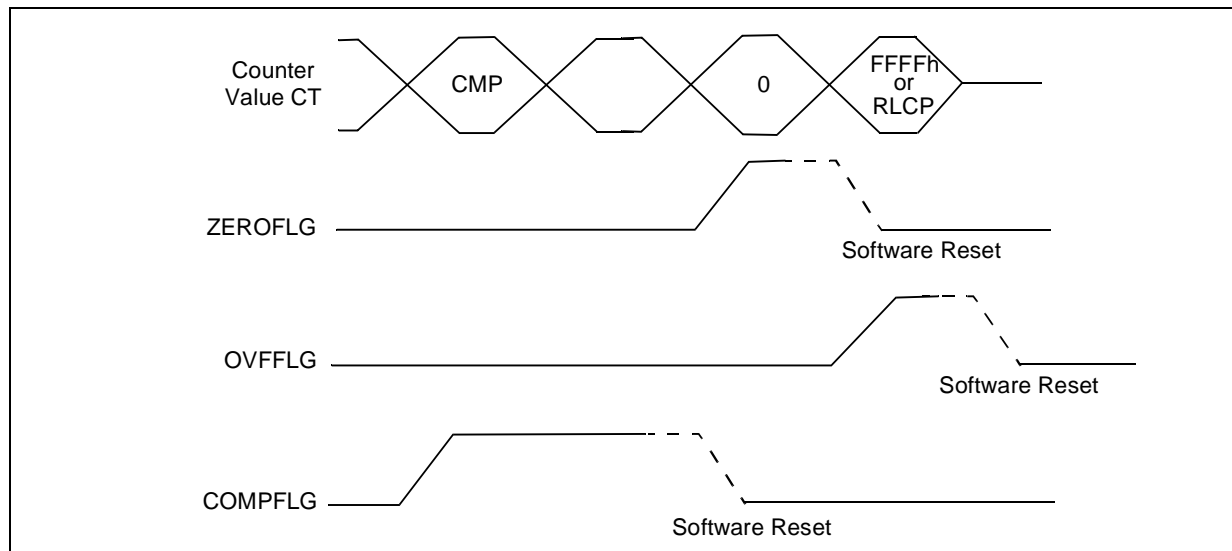 Counter
Value CT
CMP
0
FFFFh
or
RLCP
ZEROFLG
Software Reset
OVFFLG
Software Reset
COMPFLG
Software Reset